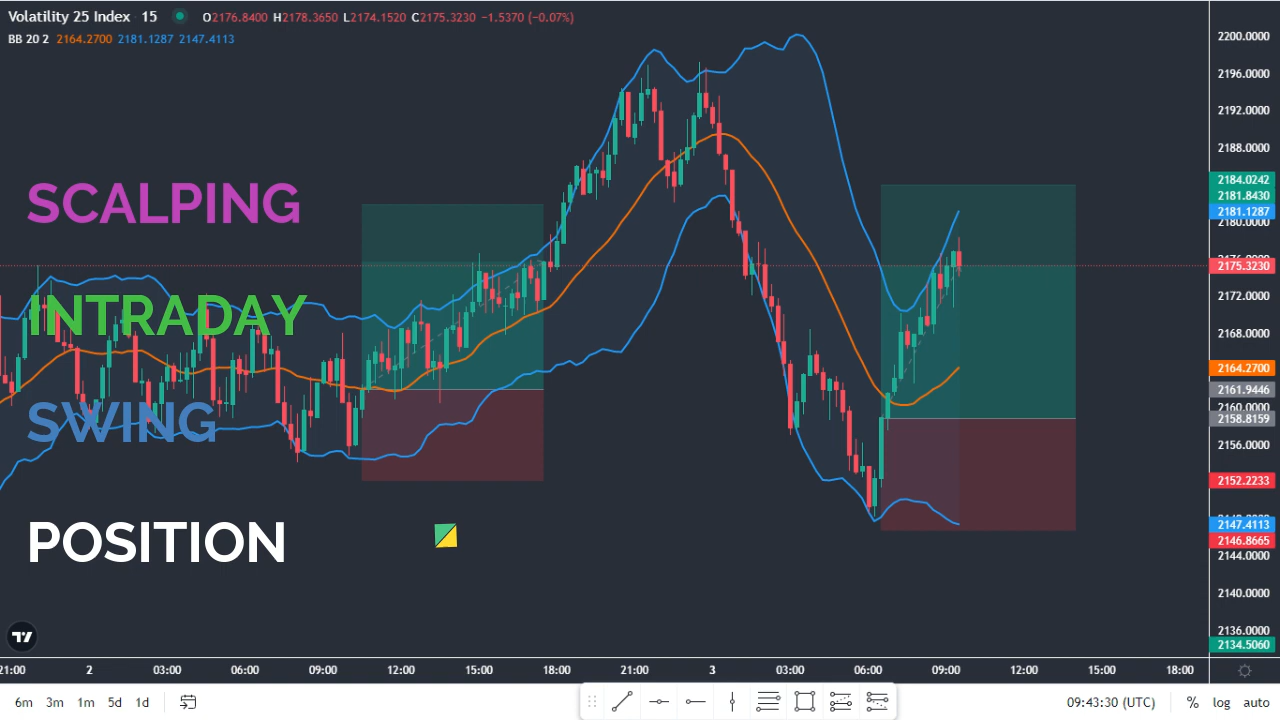 Volatility 25 Index · 15 O2176.8400 H2178.3650 L2174.1520 C2175.3230 −1.5370 (−0.07%)
BB 20 2 2164.2700 2181.1287 2147.4113
SCALPING
INTRADAY
SWING
POSITION
2200.0000
2196.0000
2192.0000
2188.0000
2184.0242
2181.8430
2181.1287
2180.0000
2175.3230
2172.0000
2168.0000
2164.2700
2161.9446
2160.0000
2158.8159
2156.0000
2152.2233
2147.4113
2146.8665
2144.0000
2140.0000
2136.0000
2134.5060
21:00 2 03:00 06:00 09:00 12:00 15:00 18:00 21:00 3 03:00 06:00 09:00 12:00 15:00 18:00
6m 3m 1m 5d 1d 09:43:30 (UTC) % log auto